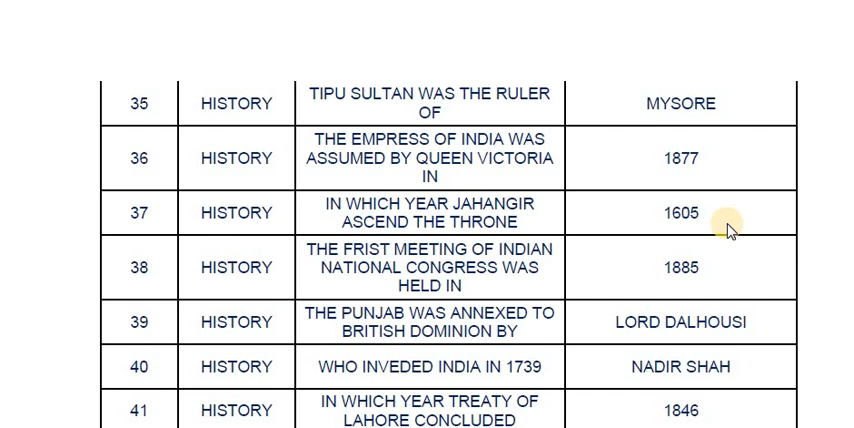 35 HISTORY TIPU SULTAN WAS THE RULER OF MYSORE
36 HISTORY THE EMPRESS OF INDIA WAS ASSUMED BY QUEEN VICTORIA IN 1877
37 HISTORY IN WHICH YEAR JAHANGIR ASCEND THE THRONE 1605
38 HISTORY THE FRIST MEETING OF INDIAN NATIONAL CONGRESS WAS HELD IN 1885
39 HISTORY THE PUNJAB WAS ANNEXED TO BRITISH DOMINION BY LORD DALHOUSI
40 HISTORY WHO INVEDED INDIA IN 1739 NADIR SHAH
41 HISTORY IN WHICH YEAR TREATY OF LAHORE CONCLUDED 1846